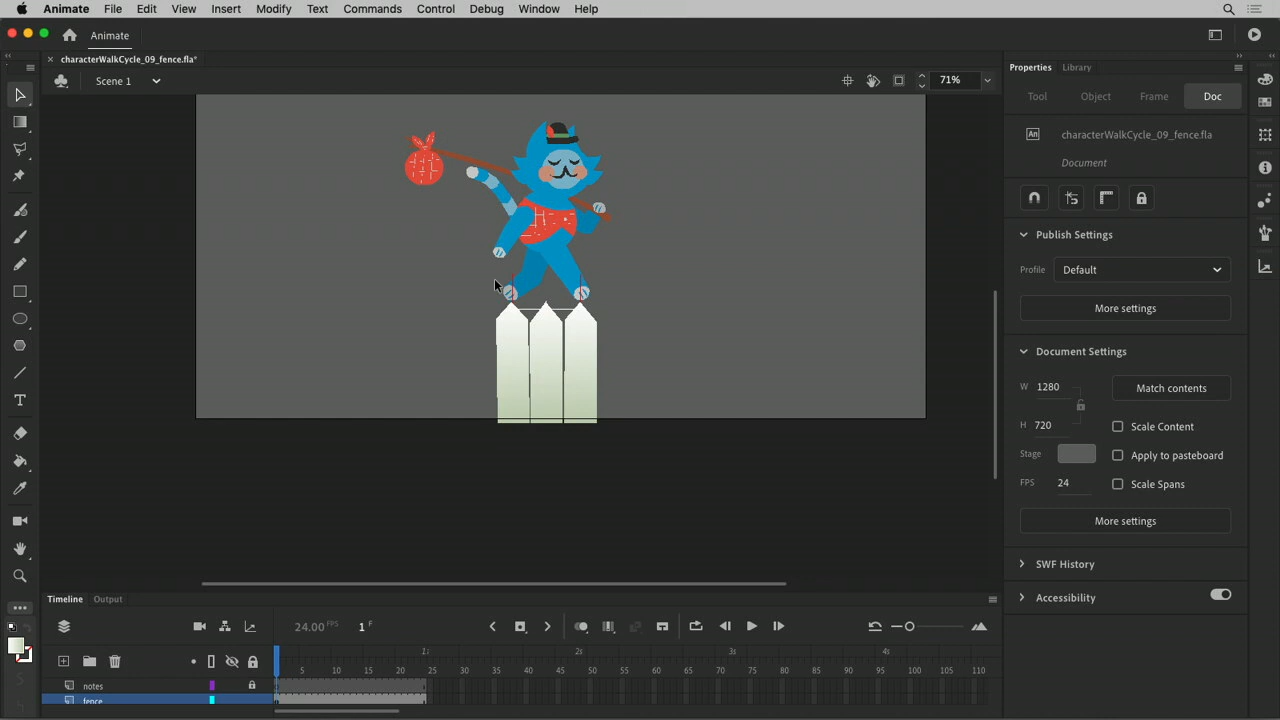 Animate File Edit View Insert Modify Text Commands Control Debug Window Help
Animate
characterWalkCycle_09_fence.fla*
Scene 1
71%
Properties Library
Tool Object Frame Doc
An characterWalkCycle_09_fence.fla
Document
Publish Settings
Profile Default
More settings
Document Settings
W 1280 Match contents
H 720 Scale Content
Stage Apply to pasteboard
FPS 24 Scale Spans
More settings
SWF History
Accessibility
Timeline Output
24.00 FPS 1 F
1s 2s 3s 4s
5 10 15 20 25 30 35 40 45 50 55 60 65 70 75 80 85 90 95 100 105 110
notes
fence